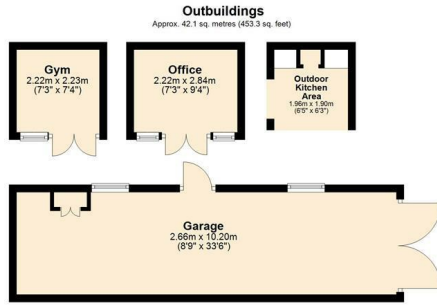 Outbuildings
Approx. 42.1 sq. metres (453.3 sq. feet)
Gym
2.22m x 2.23m
(7'3" x 7'4")
Office
2.22m x 2.84m
(7'3" x 9'4")
Outdoor
Kitchen
Area
1.96m x 1.90m
(6'5" x 6'3")
Garage
2.66m x 10.20m
(8'9" x 33'6")